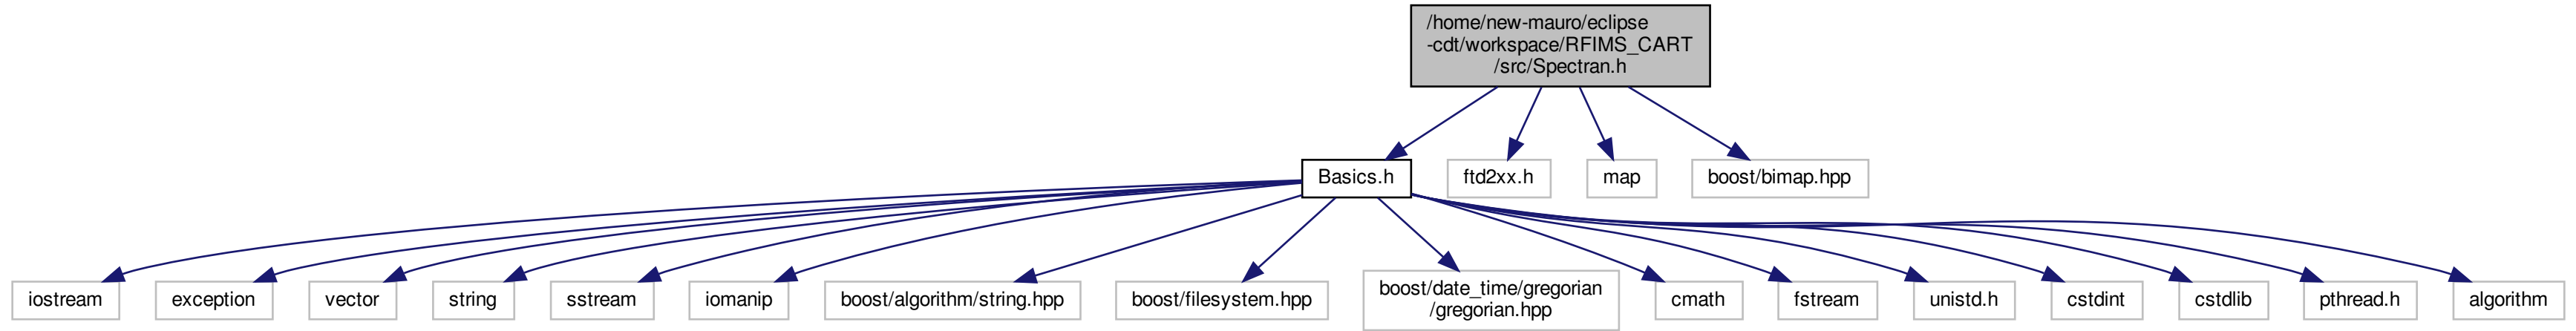 /home/new-mauro/eclipse
-cdt/workspace/RFIMS_CART
/src/Spectran.h
Basics.h
ftd2xx.h
map
boost/bimap.hpp
iostream
exception
vector
string
sstream
iomanip
boost/algorithm/string.hpp
boost/filesystem.hpp
boost/date_time/gregorian
/gregorian.hpp
cmath
fstream
unistd.h
cstdint
cstdlib
pthread.h
algorithm